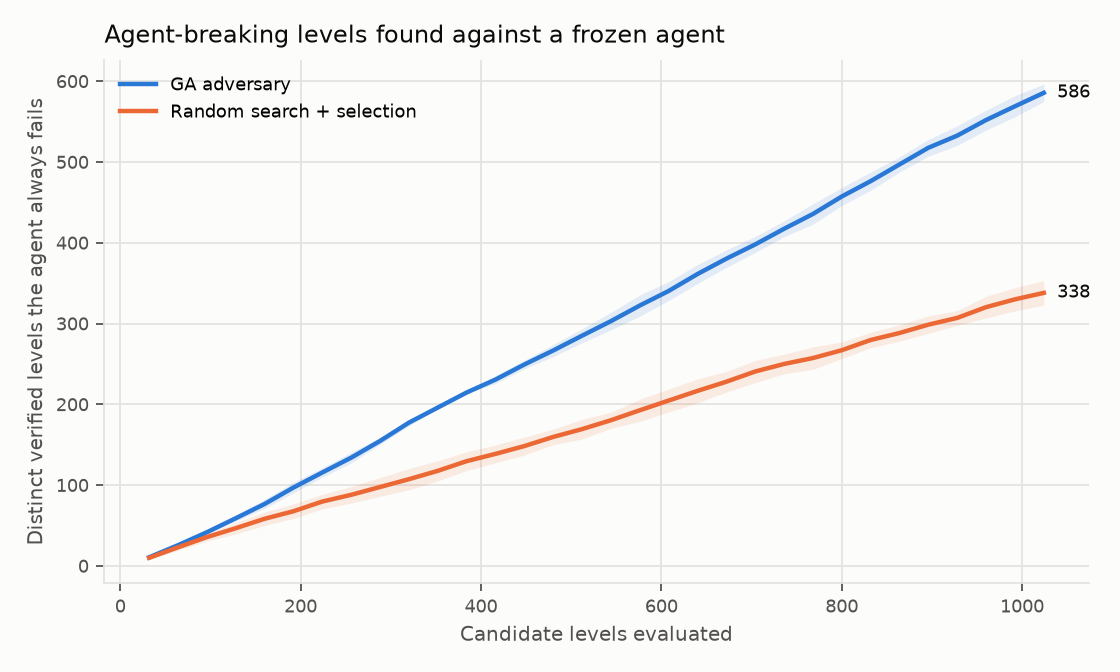 Agent-breaking levels found against a frozen agent
GA adversary
Random search + selection
586
338
Distinct verified levels the agent always fails
600
500
400
300
200
100
0
0 200 400 600 800 1000
Candidate levels evaluated